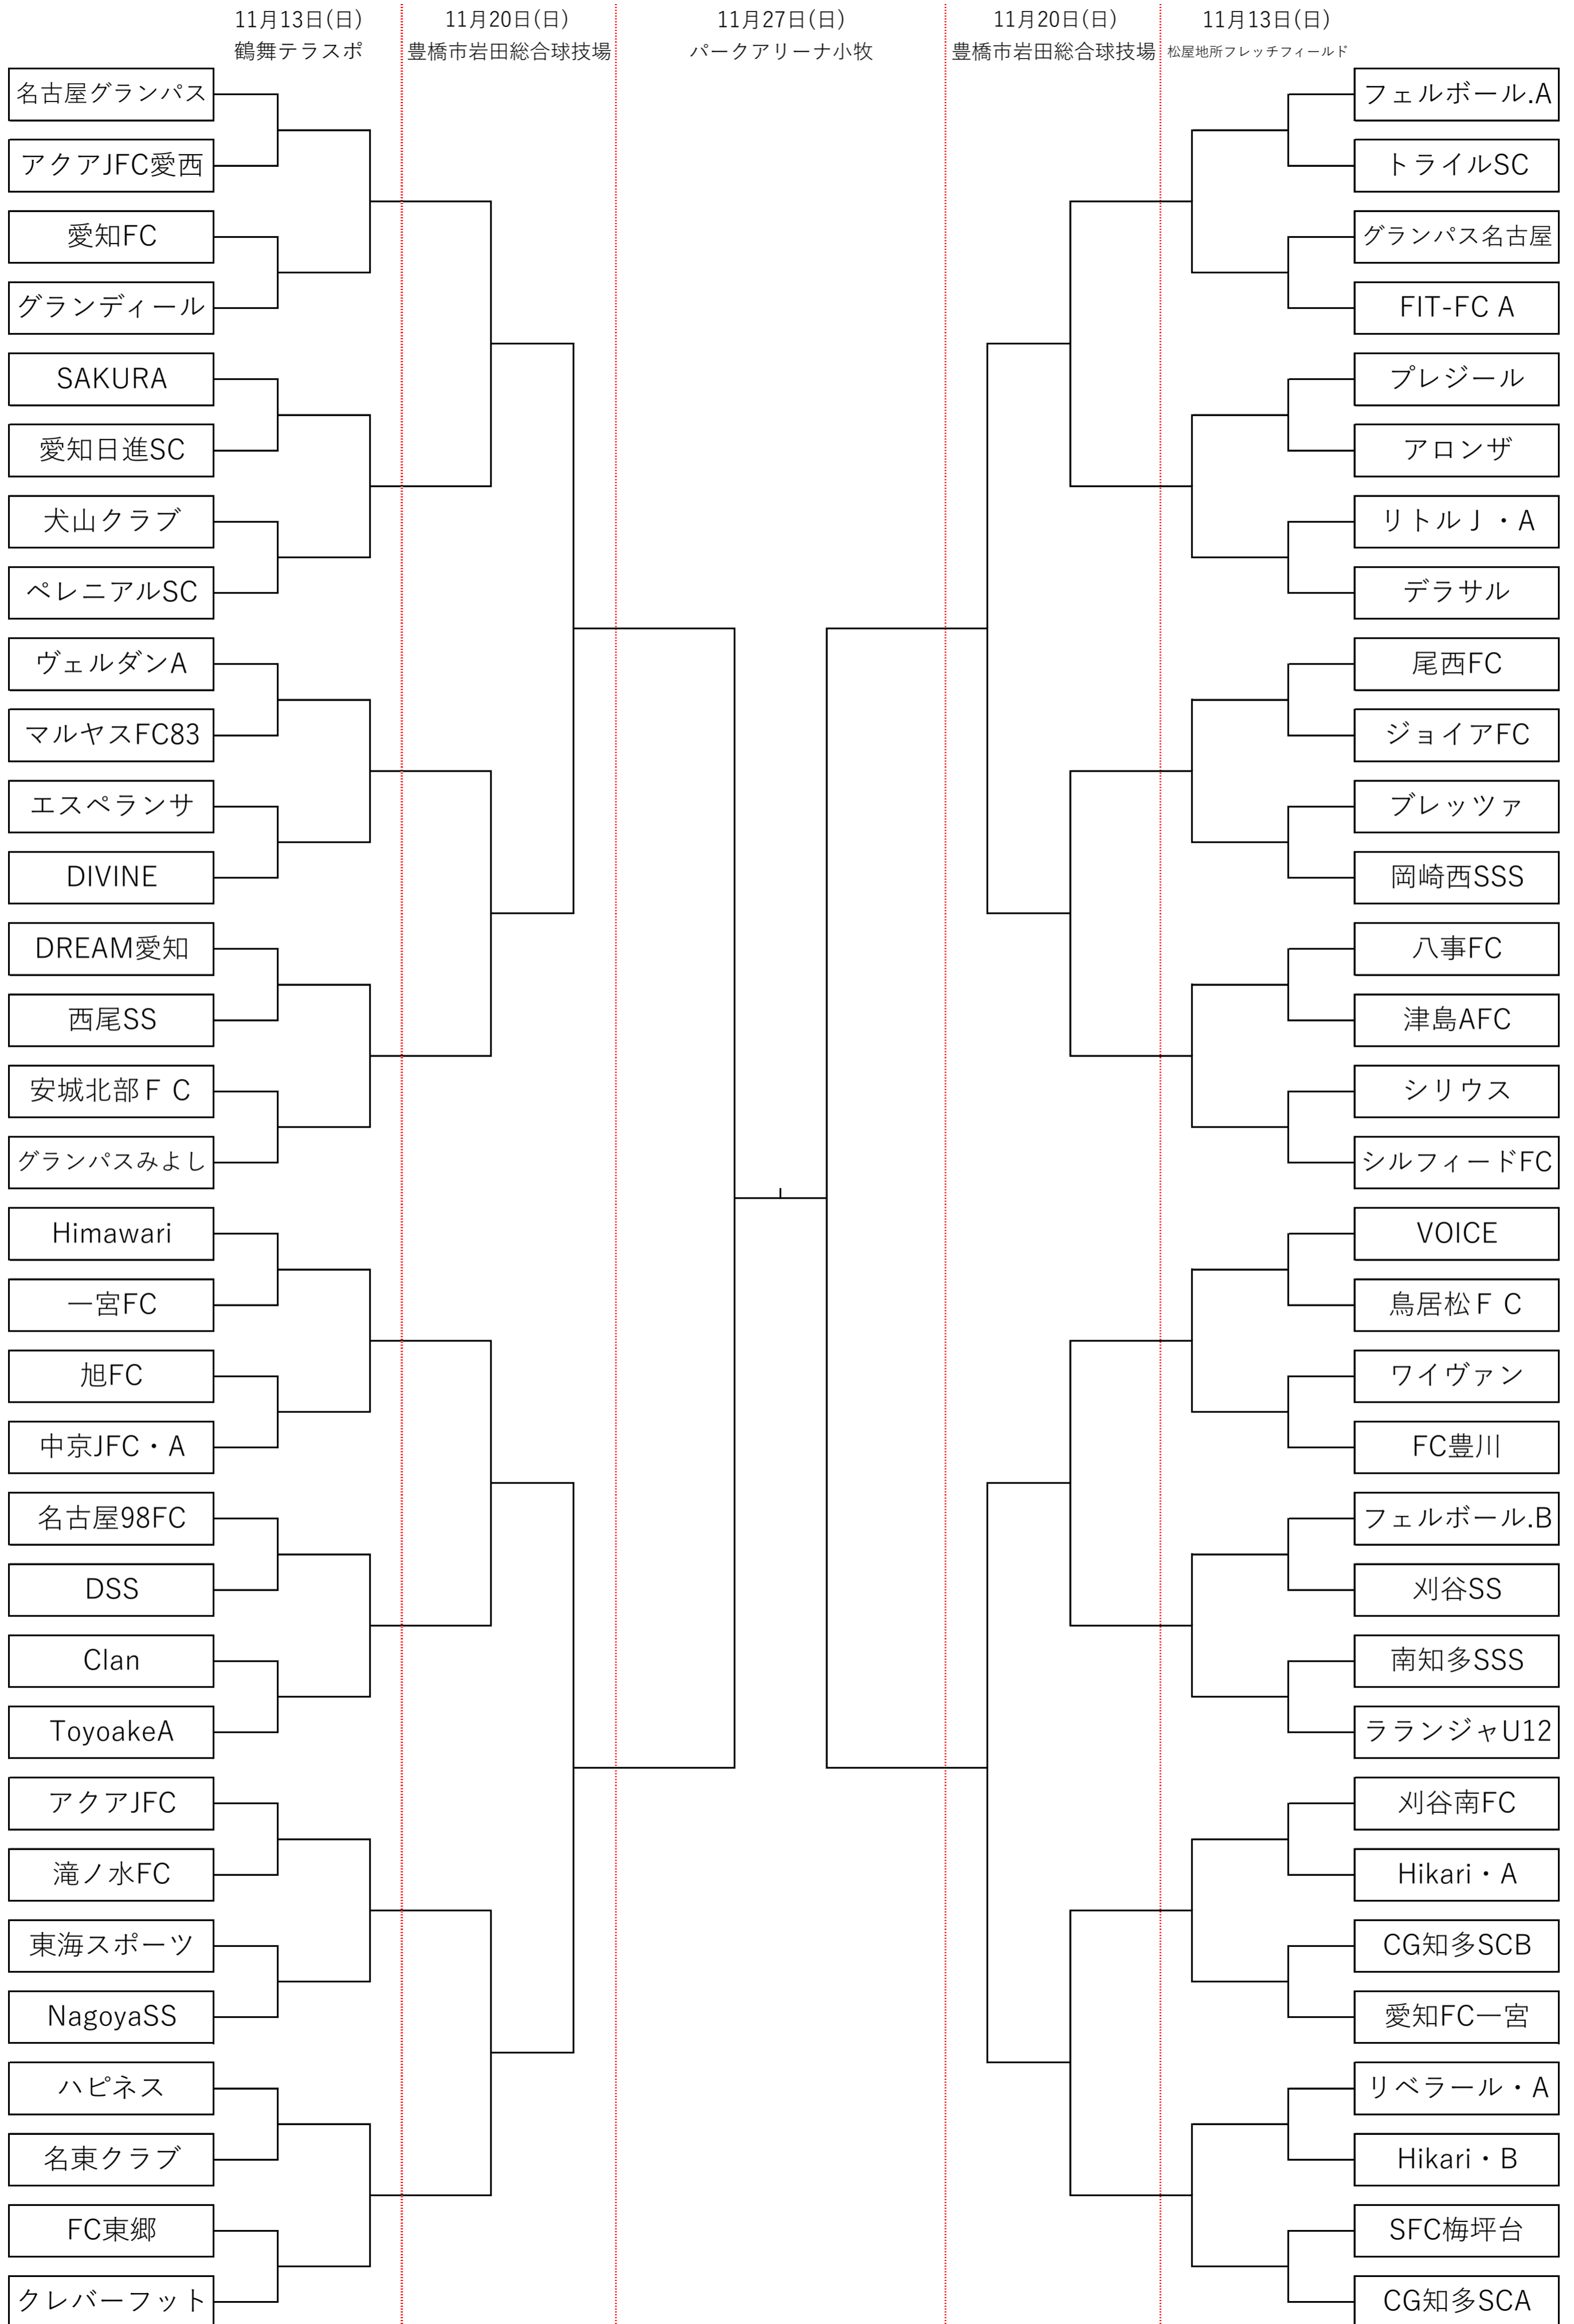 11月13日(日)
鶴舞テラスポ
11月20日(日)
豊橋市岩田総合球技場
11月27日(日)
パークアリーナ小牧
11月20日(日)
豊橋市岩田総合球技場
11月13日(日)
松屋地所フレッチフィールド
名古屋グランパス
アクアJFC愛西
愛知FC
グランディール
SAKURA
愛知日進SC
犬山クラブ
ペレニアルSC
ヴェルダンA
マルヤスFC83
エスペランサ
DIVINE
DREAM愛知
西尾SS
安城北部ＦＣ
グランパスみよし
Himawari
一宮FC
旭FC
中京JFC・A
名古屋98FC
DSS
Clan
ToyoakeA
アクアJFC
滝ノ水FC
東海スポーツ
NagoyaSS
ハピネス
名東クラブ
FC東郷
クレバーフット
フェルボール.A
トライルSC
グランパス名古屋
FIT-FC A
プレジール
アロンザ
リトルＪ・A
デラサル
尾西FC
ジョイアFC
ブレッツァ
岡崎西SSS
八事FC
津島AFC
シリウス
シルフィードFC
VOICE
鳥居松ＦＣ
ワイヴァン
FC豊川
フェルボール.B
刈谷SS
南知多SSS
ラランジャU12
刈谷南FC
Hikari・A
CG知多SCB
愛知FC一宮
リベラール・A
Hikari・B
SFC梅坪台
CG知多SCA